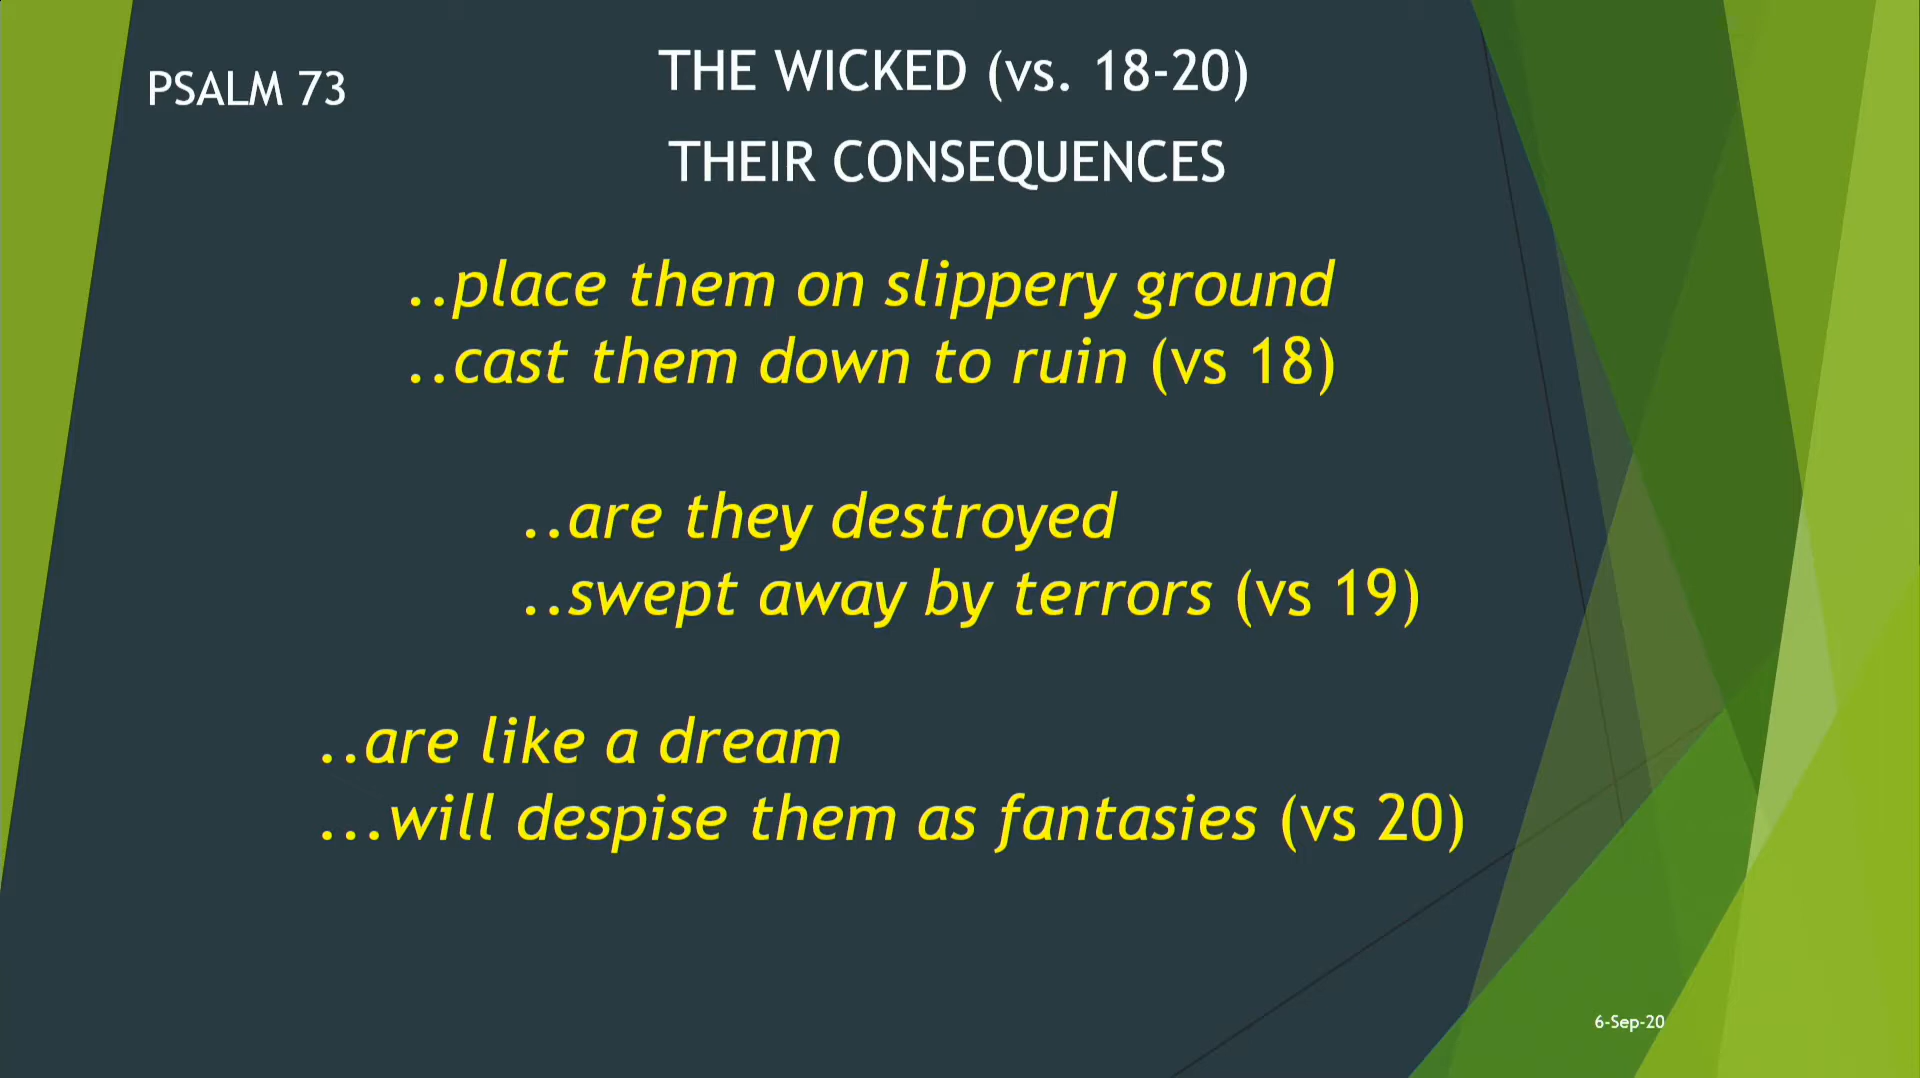 PSALM 73
THE WICKED (vs. 18-20)
THEIR CONSEQUENCES
..place them on slippery ground
..cast them down to ruin (vs 18)
..are they destroyed
..swept away by terrors (vs 19)
..are like a dream
...will despise them as fantasies (vs 20)
6-Sep-20